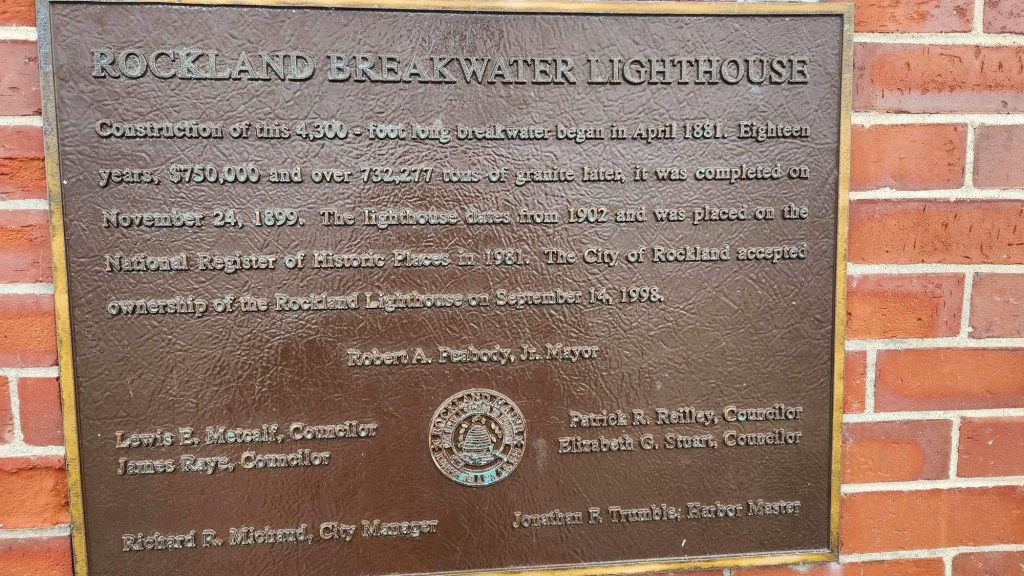 ROCKLAND BREAKWATER LIGHTHOUSE
Construction of this 4,300 - foot long breakwater began in April 1881. Eighteen
years, $750,000 and over 732,277 tons of granite later, it was completed on
November 24, 1899. The lighthouse dates from 1902 and was placed on the
National Register of Historic Places in 1981. The City of Rockland accepted
ownership of the Rockland Lighthouse on September 14, 1998.
Robert A. Peabody, Jr. Mayor
Lewis E. Metcalf, Councilor
James Raye, Councilor
Patrick R. Reilley, Councilor
Elizabeth G. Stuart, Councilor
Richard R. Michaud, City Manager
Jonathan F. Trumble, Harbor Master
ROCKLAND